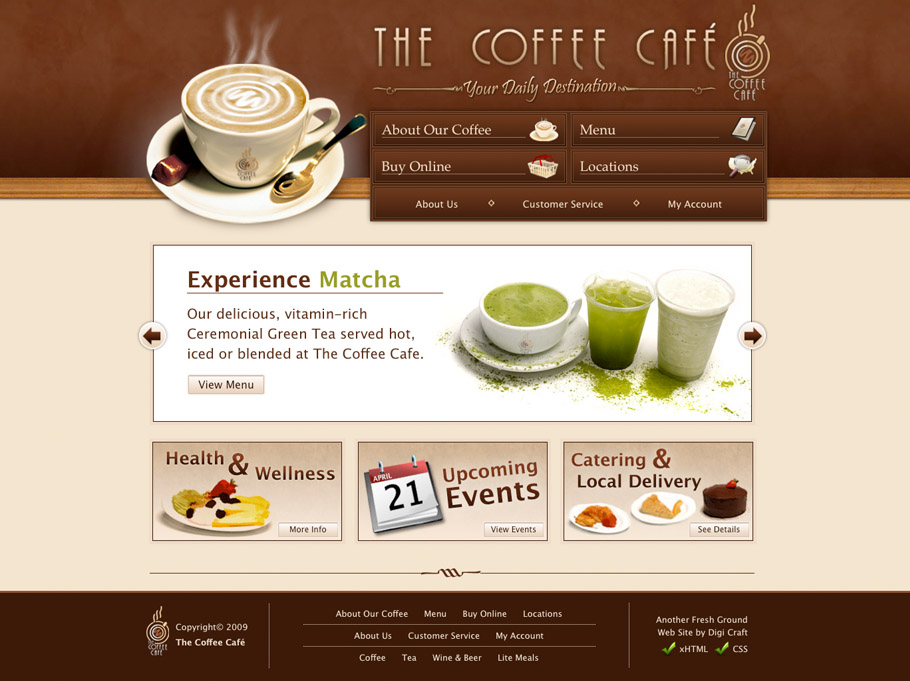 THE COFFEE CAFÉ
THE
COFFEE
CAFÉ
Your Daily Destination
About Our Coffee
Menu
Buy Online
Locations
About Us
Customer Service
My Account
COFFEE
CAFÉ
Experience Matcha
Our delicious, vitamin-rich
Ceremonial Green Tea served hot,
iced or blended at The Coffee Cafe.
View Menu
Health &
Wellness
More Info
APRIL
21
Upcoming
Events
View Events
Catering &
Local Delivery
See Details
THE
COFFEE
CAFÉ
Copyright© 2009
The Coffee Café
About Our Coffee Menu Buy Online Locations
About Us Customer Service My Account
Coffee Tea Wine & Beer Lite Meals
Another Fresh Ground
Web Site by Digi Craft
xHTML CSS